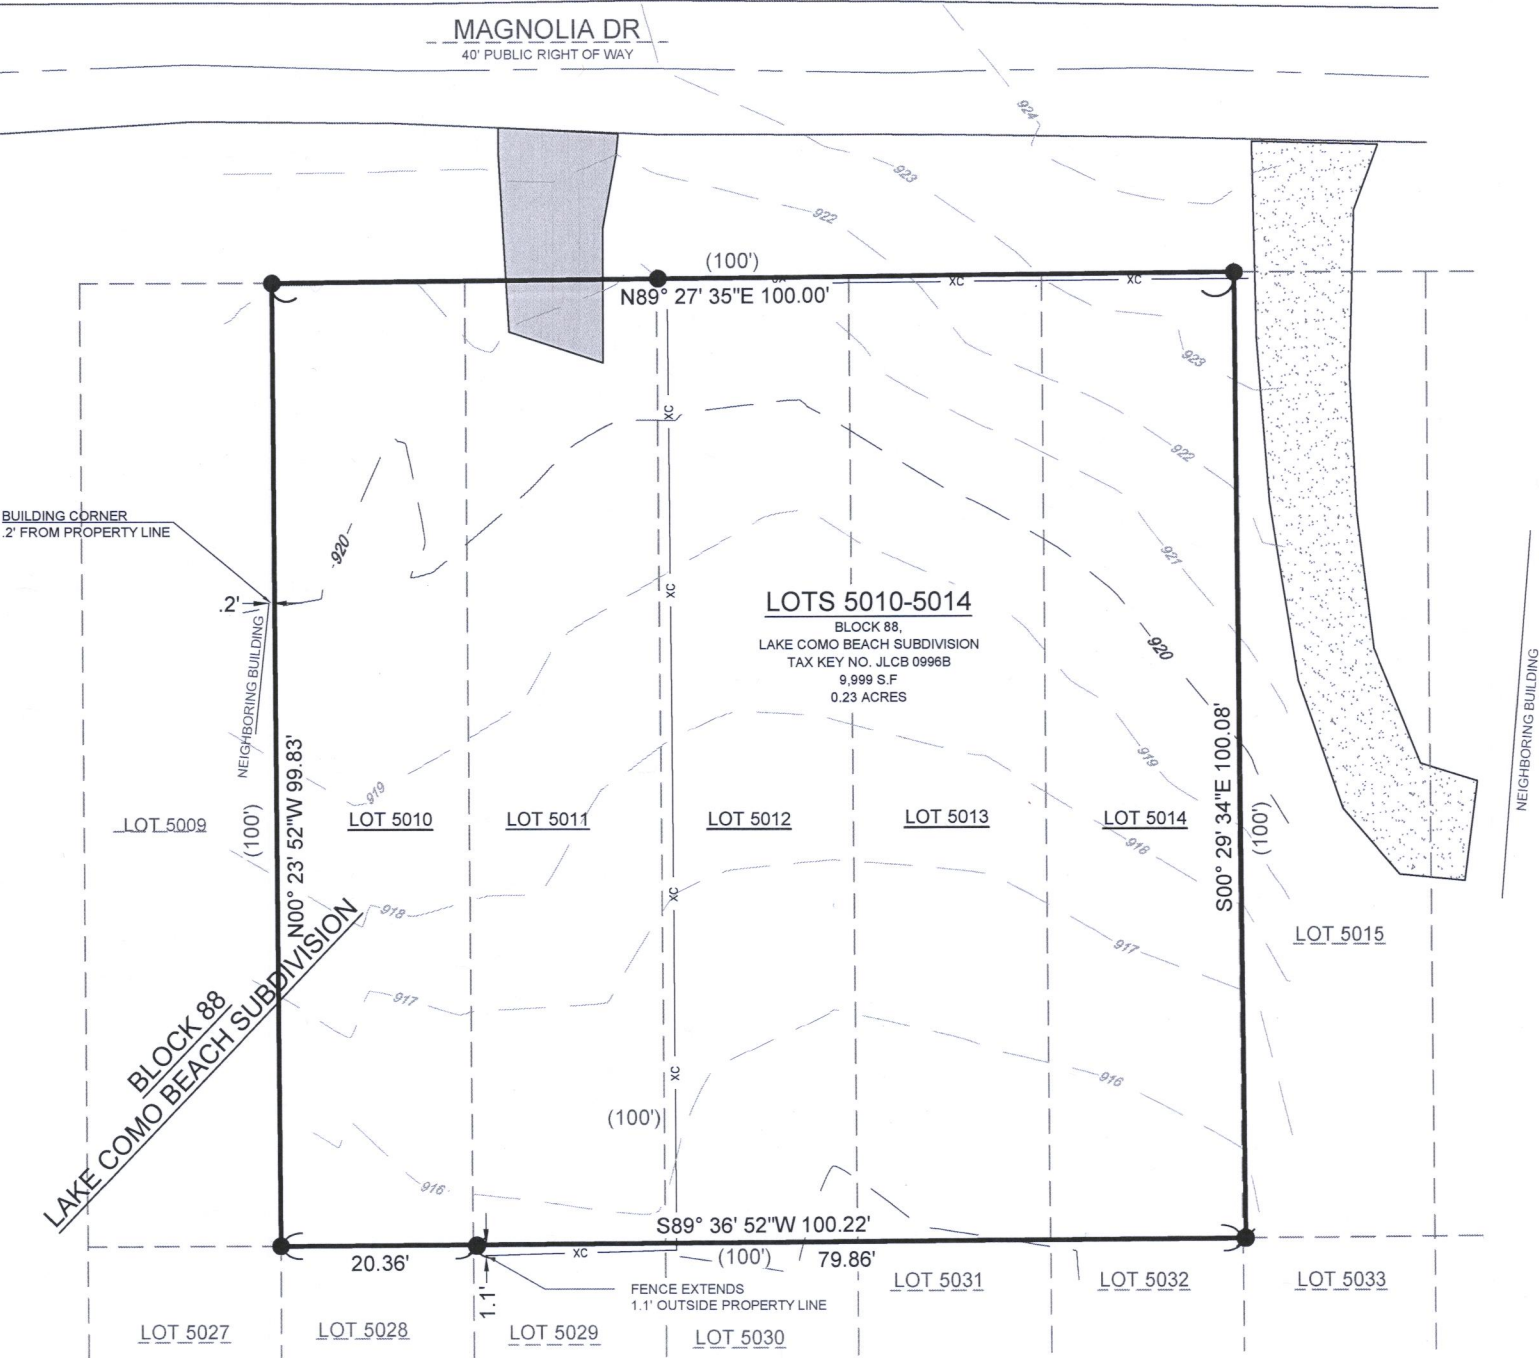 MAGNOLIA DR
40' PUBLIC RIGHT OF WAY
924
923
922
(100')
N89° 27' 35"E 100.00'
XC
XC
923
XC
922
BUILDING CORNER
.2' FROM PROPERTY LINE
920
921
.2'
XC
LOTS 5010-5014
BLOCK 88,
LAKE COMO BEACH SUBDIVISION
TAX KEY NO. JLCB 0996B
9,999 S.F
0.23 ACRES
920
NEIGHBORING BUILDING
NEIGHBORING BUILDING
N00° 23' 52"W 99.83'
(100')
S00° 29' 34"E 100.08'
(100')
919
919
LOT 5009
LOT 5010
LOT 5011
LOT 5012
LOT 5013
LOT 5014
918
XC
918
917
LOT 5015
917
BLOCK 88
LAKE COMO BEACH SUBDIVISION
XC
916
(100')
916
S89° 36' 52"W 100.22'
20.36'
XC
(100')
79.86'
1.1'
FENCE EXTENDS
1.1' OUTSIDE PROPERTY LINE
LOT 5031
LOT 5032
LOT 5033
LOT 5027
LOT 5028
LOT 5029
LOT 5030